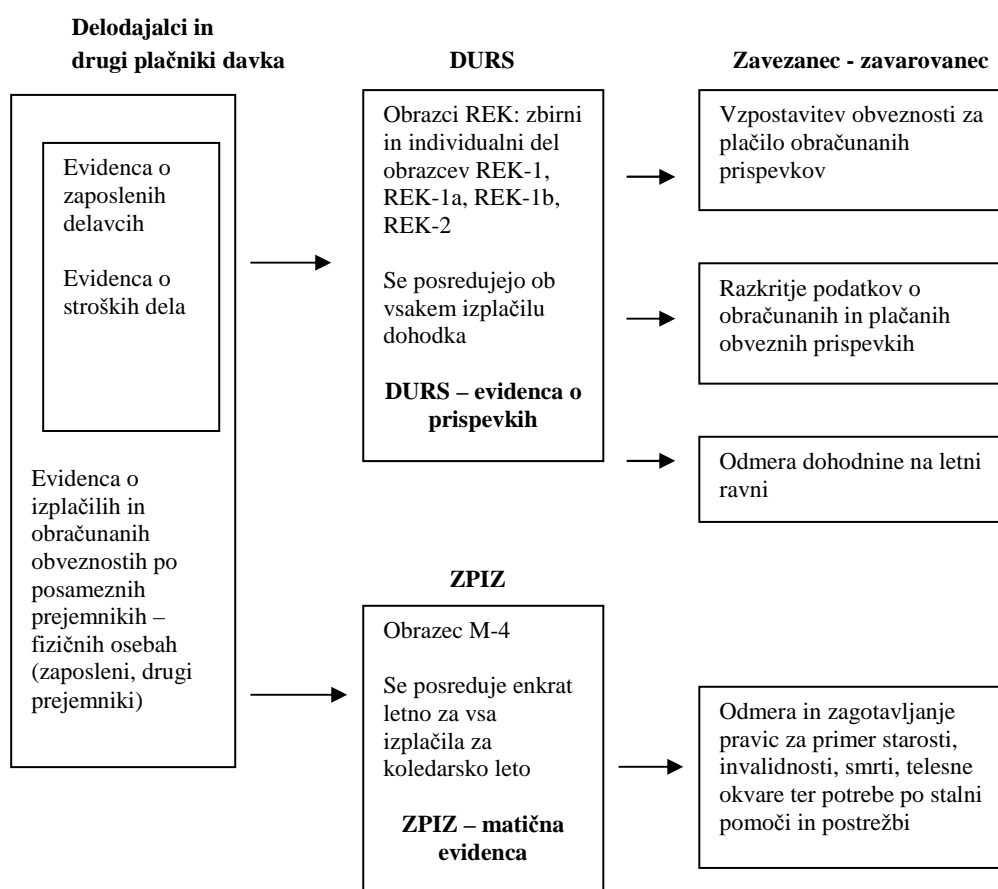 Delodajalci in
drugi plačniki davka
Evidenca o
zaposlenih
delavcih
Evidenca o
stroških dela
Evidenca o
izplačilih in
obračunanih
obveznostih po
posameznih
prejemnikih –
fizičnih osebah
(zaposleni, drugi
prejemniki)
DURS
Obrazci REK: zbirni
in individualni del
obrazcev REK-1,
REK-1a, REK-1b,
REK-2
Se posredujejo ob
vsakem izplačilu
dohodka
DURS – evidenca o
prispevkih
ZPIZ
Obrazec M-4
Se posreduje enkrat
letno za vsa
izplačila za
koledarsko leto
ZPIZ – matična
evidenca
Zavezanec - zavarovanec
Vzpostavitev obveznosti za
plačilo obračunanih
prispevkov
Razkritje podatkov o
obračunanih in plačanih
obveznih prispevkih
Odmera dohodnine na letni
ravni
Odmera in zagotavljanje
pravic za primer starosti,
invalidnosti, smrti, telesne
okvare ter potrebe po stalni
pomoči in postrežbi